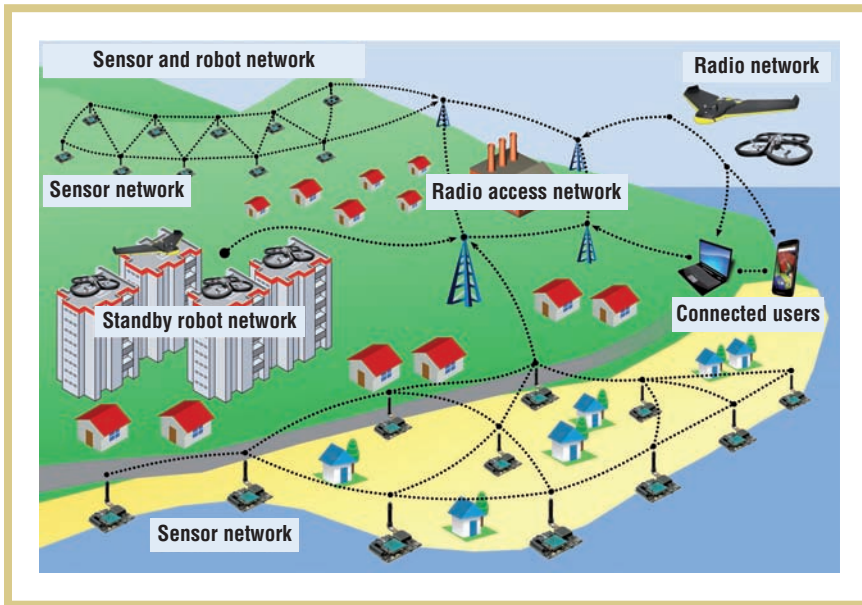 Sensor and robot network
Radio network
Sensor network
Radio access network
Standby robot network
Connected users
Sensor network